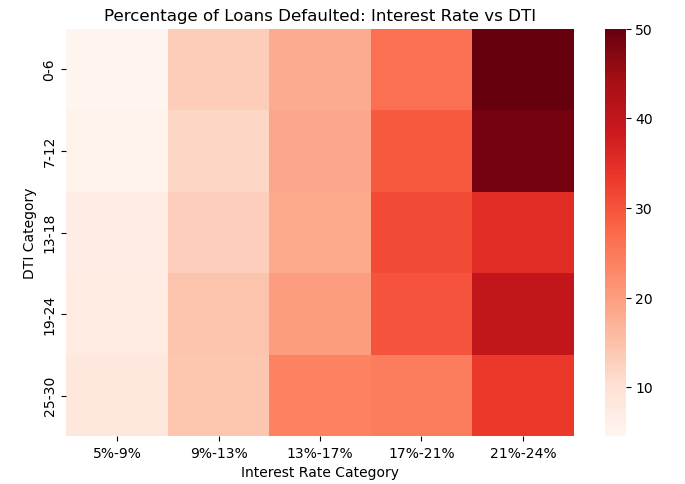 Percentage of Loans Defaulted: Interest Rate vs DTI
DTI Category
0-6
7-12
13-18
19-24
25-30
5%-9% 9%-13% 13%-17% 17%-21% 21%-24%
Interest Rate Category
50
40
30
20
10